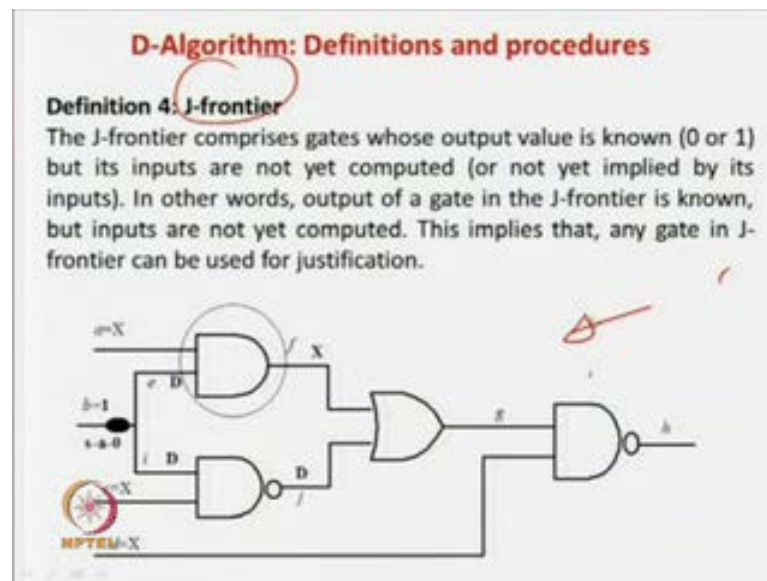 D-Algorithm: Definitions and procedures
Definition 4: J-frontier
The J-frontier comprises gates whose output value is known (0 or 1)
but its inputs are not yet computed (or not yet implied by its
inputs). In other words, output of a gate in the J-frontier is known,
but inputs are not yet computed. This implies that, any gate in J-
frontier can be used for justification.
a=X
f X
e D
b=1
s-a-0
g
h
i D
D
j
=X
NPTEL
=X